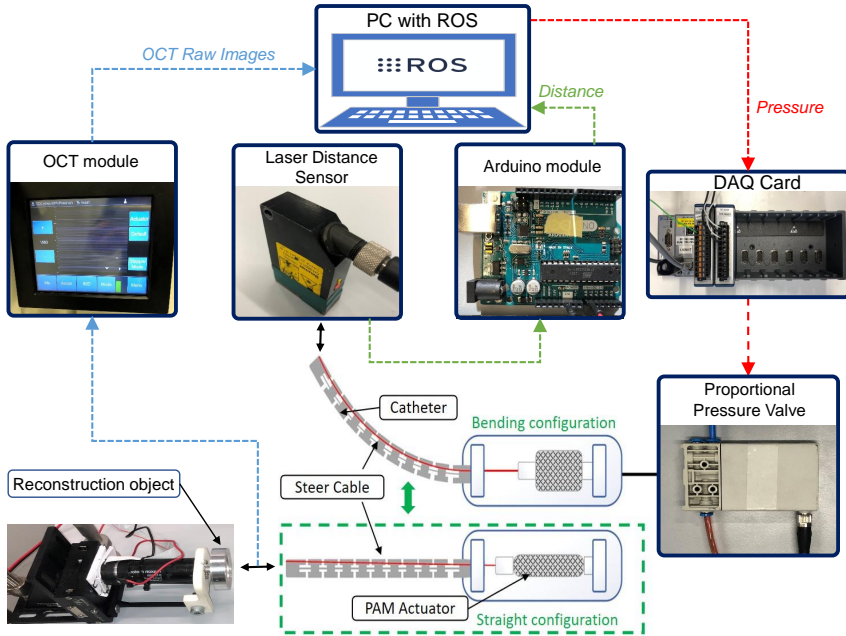 PC with ROS
OCT Raw Images
ROS
Distance
Pressure
OCT module
Laser Distance
Sensor
Arduino module
DAQ Card
Proportional
Pressure Valve
Catheter
Bending configuration
Steer Cable
Reconstruction object
PAM Actuator
Straight configuration